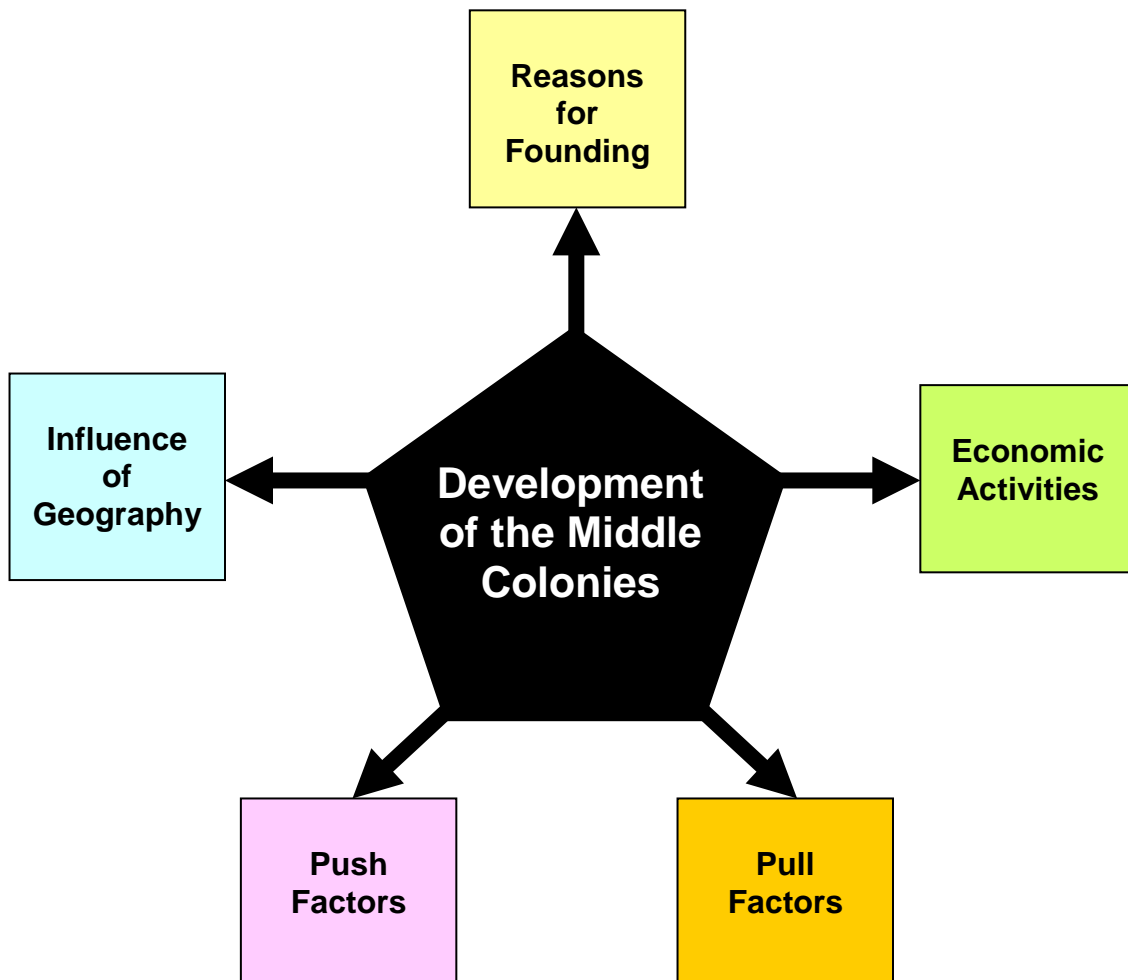 Reasons
for
Founding
Influence
of
Geography
Development
of the Middle
Colonies
Economic
Activities
Push
Factors
Pull
Factors